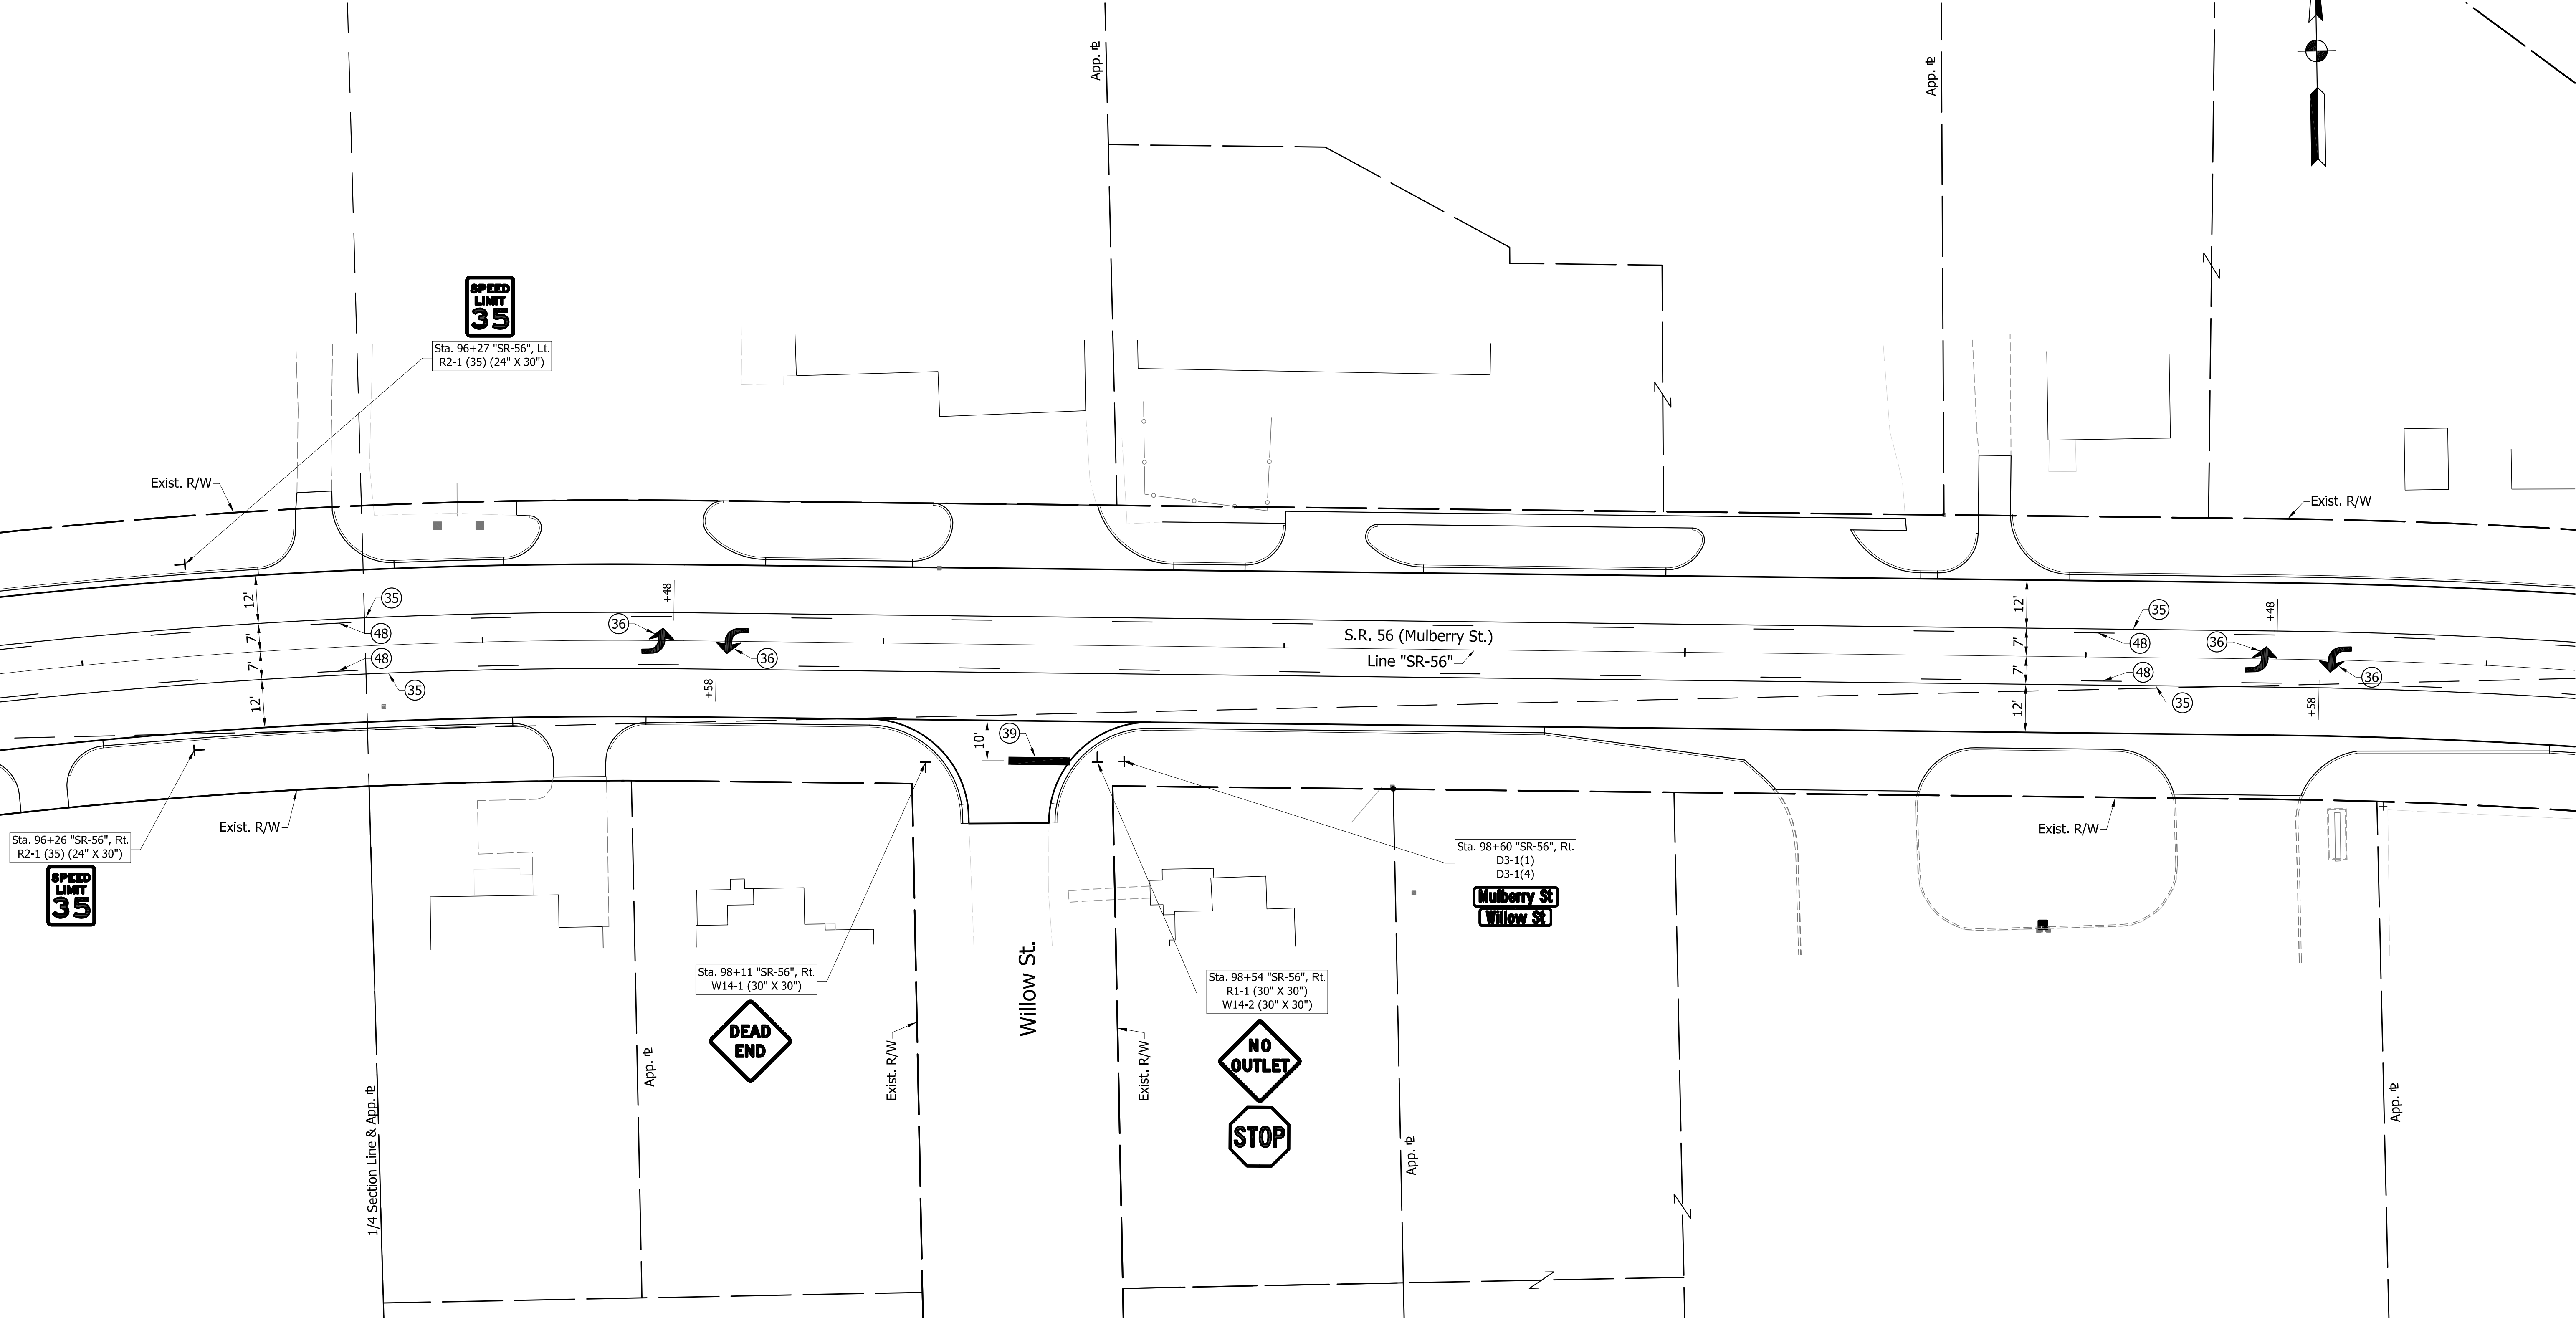 App. ⅊
App. ⅊
SPEED
LIMIT
35
Sta. 96+27 "SR-56", Lt.
R2-1 (35) (24" X 30")
Exist. R/W
Exist. R/W
12'
7'
7'
12'
35
48
48
35
36
+48
36
+58
S.R. 56 (Mulberry St.)
Line "SR-56"
12'
7'
7'
12'
35
48
48
35
36
+48
36
+58
10'
39
Exist. R/W
Exist. R/W
Sta. 96+26 "SR-56", Rt.
R2-1 (35) (24" X 30")
SPEED
LIMIT
35
Sta. 98+60 "SR-56", Rt.
D3-1(1)
D3-1(4)
Mulberry St
Willow St
Sta. 98+11 "SR-56", Rt.
W14-1 (30" X 30")
DEAD
END
Willow St.
Exist. R/W
Exist. R/W
Sta. 98+54 "SR-56", Rt.
R1-1 (30" X 30")
W14-2 (30" X 30")
NO
OUTLET
STOP
1/4 Section Line & App. ⅊
App. ⅊
App. ⅊
App. ⅊